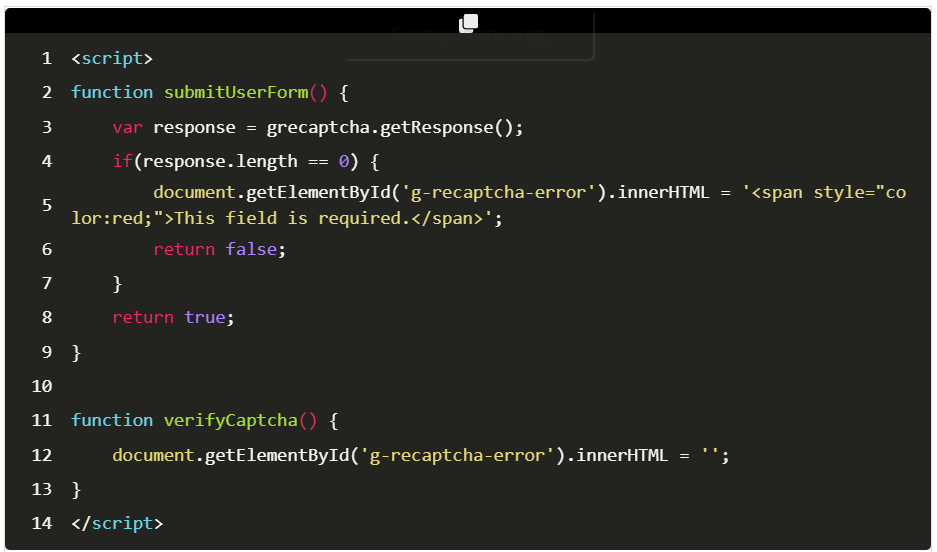 1 <script>
2 function submitUserForm() {
3     var response = grecaptcha.getResponse();
4     if(response.length == 0) {
5         document.getElementById('g-recaptcha-error').innerHTML = '<span style="co
lor:red;">This field is required.</span>';
6         return false;
7     }
8     return true;
9 }
10
11 function verifyCaptcha() {
12     document.getElementById('g-recaptcha-error').innerHTML = '';
13 }
14 </script>